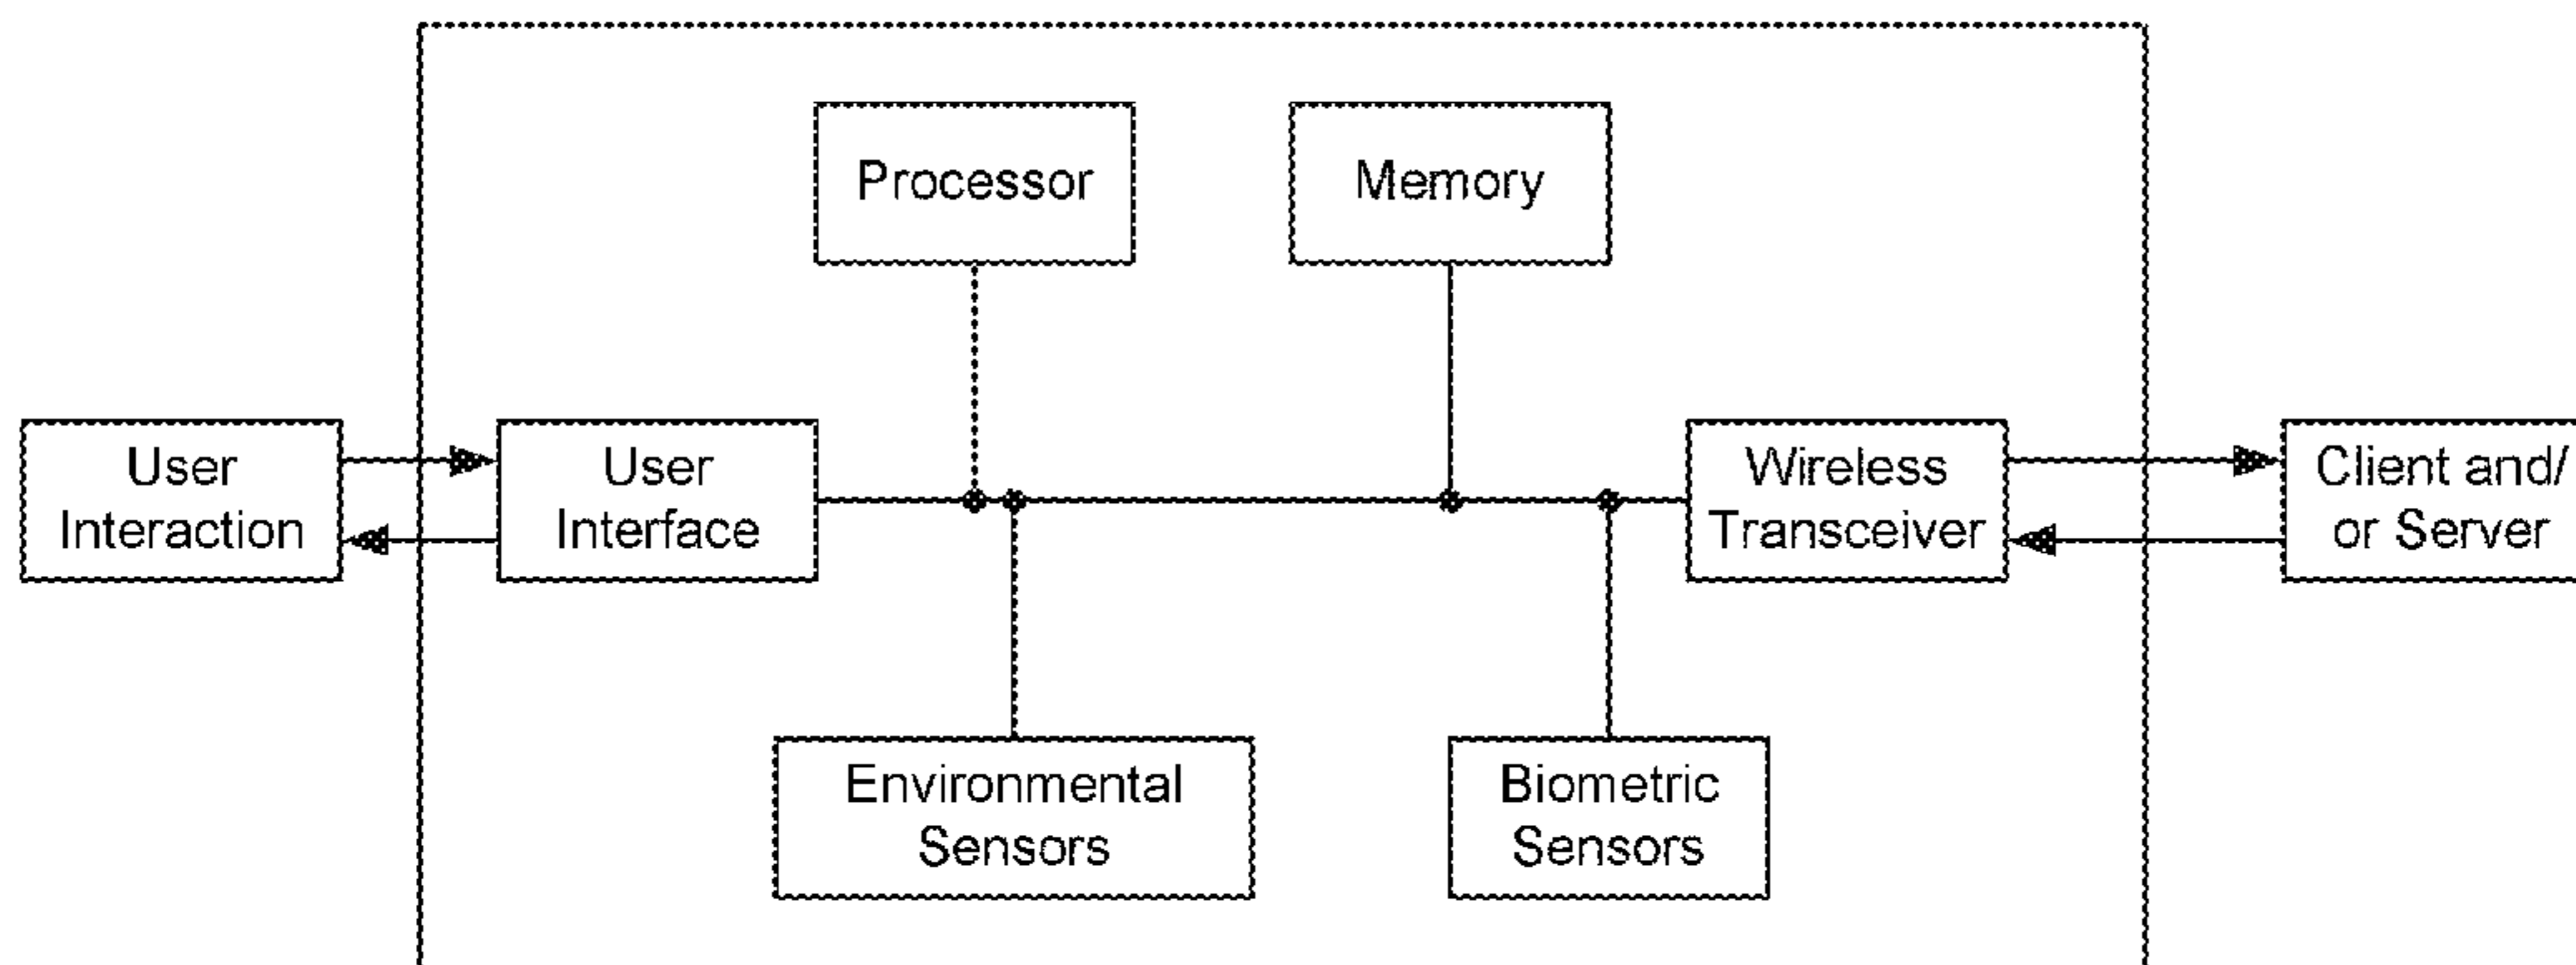 Processor
Memory
User
Interaction
User
Interface
Wireless
Transceiver
Client and/
or Server
Environmental
Sensors
Biometric
Sensors